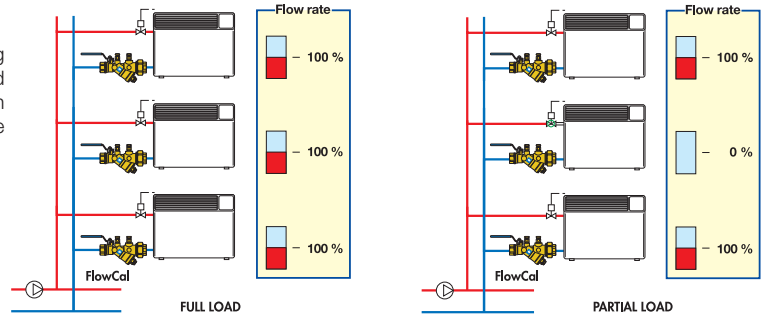 Flow rate
100 %
100 %
100 %
FlowCal
FULL LOAD
Flow rate
100 %
0 %
100 %
FlowCal
PARTIAL LOAD